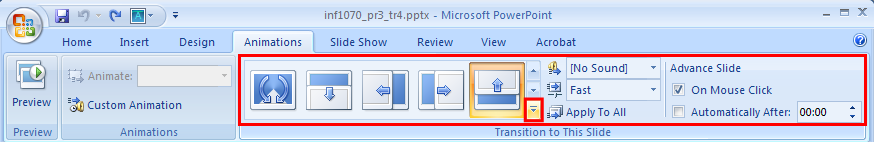 inf1070_pr3_tr4.pptx - Microsoft PowerPoint
Home Insert Design Animations Slide Show Review View Acrobat
Animate: [No Sound] Advance Slide
Preview Custom Animation Fast On Mouse Click
Apply To All Automatically After: 00:00
Preview Animations Transition to This Slide